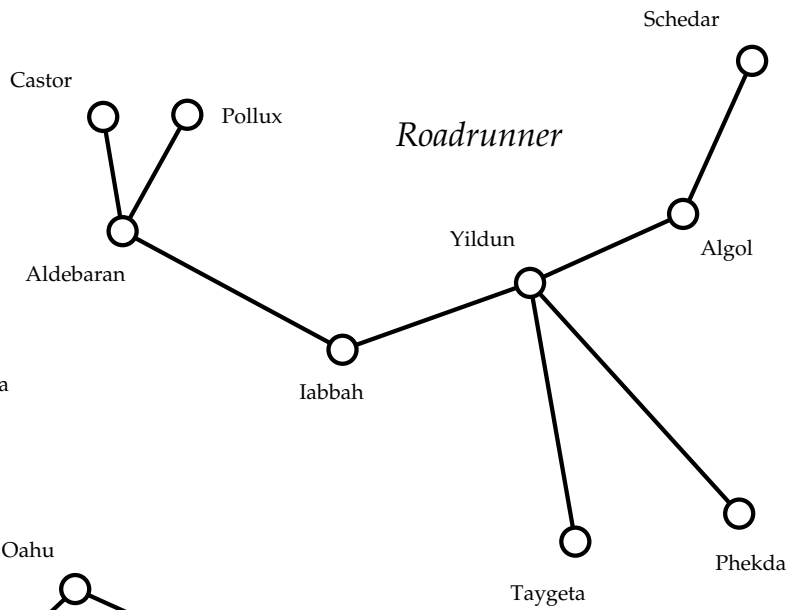 Schedar
Castor
Pollux
Roadrunner
Yildun
Algol
Aldebaran
a
Iabbah
Oahu
Phekda
Taygeta